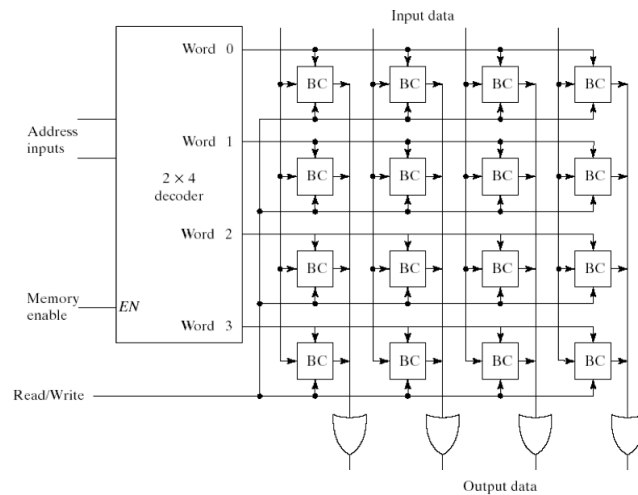 Input data
Word 0
BC BC BC BC
Address
inputs
Word 1
2 × 4
decoder
BC BC BC BC
Word 2
BC BC BC BC
Memory
enable
EN
Word 3
BC BC BC BC
Read/Write
Output data